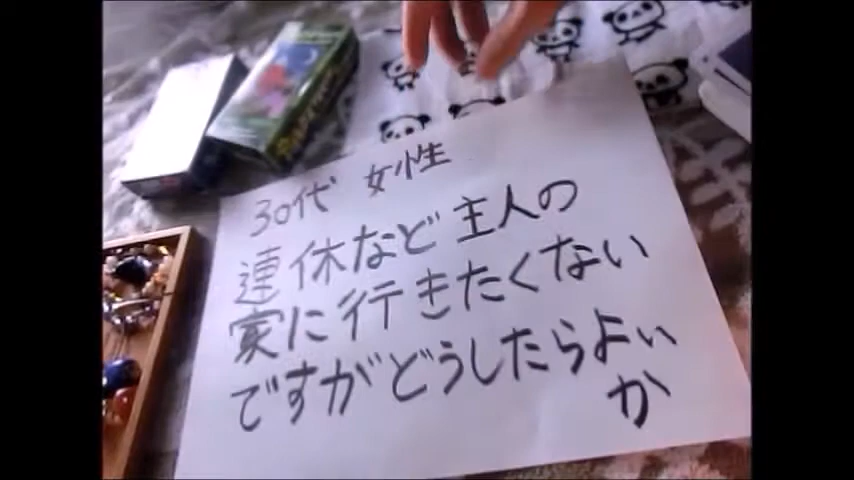 30代 女性
連休など主人の
実に行きたくない
ですがどうしたらよい
か